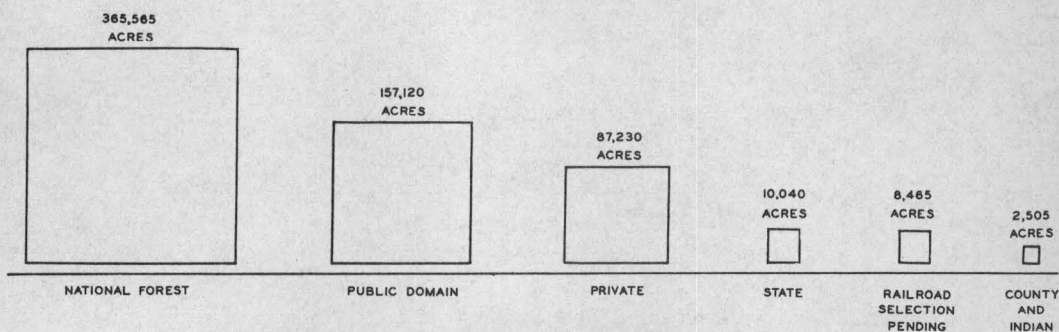 365,565
ACRES
157,120
ACRES
87,230
ACRES
10,040
ACRES
8,465
ACRES
2,505
ACRES
NATIONAL FOREST
PUBLIC DOMAIN
PRIVATE
STATE
RAILROAD
SELECTION
PENDING
COUNTY
AND
INDIAN